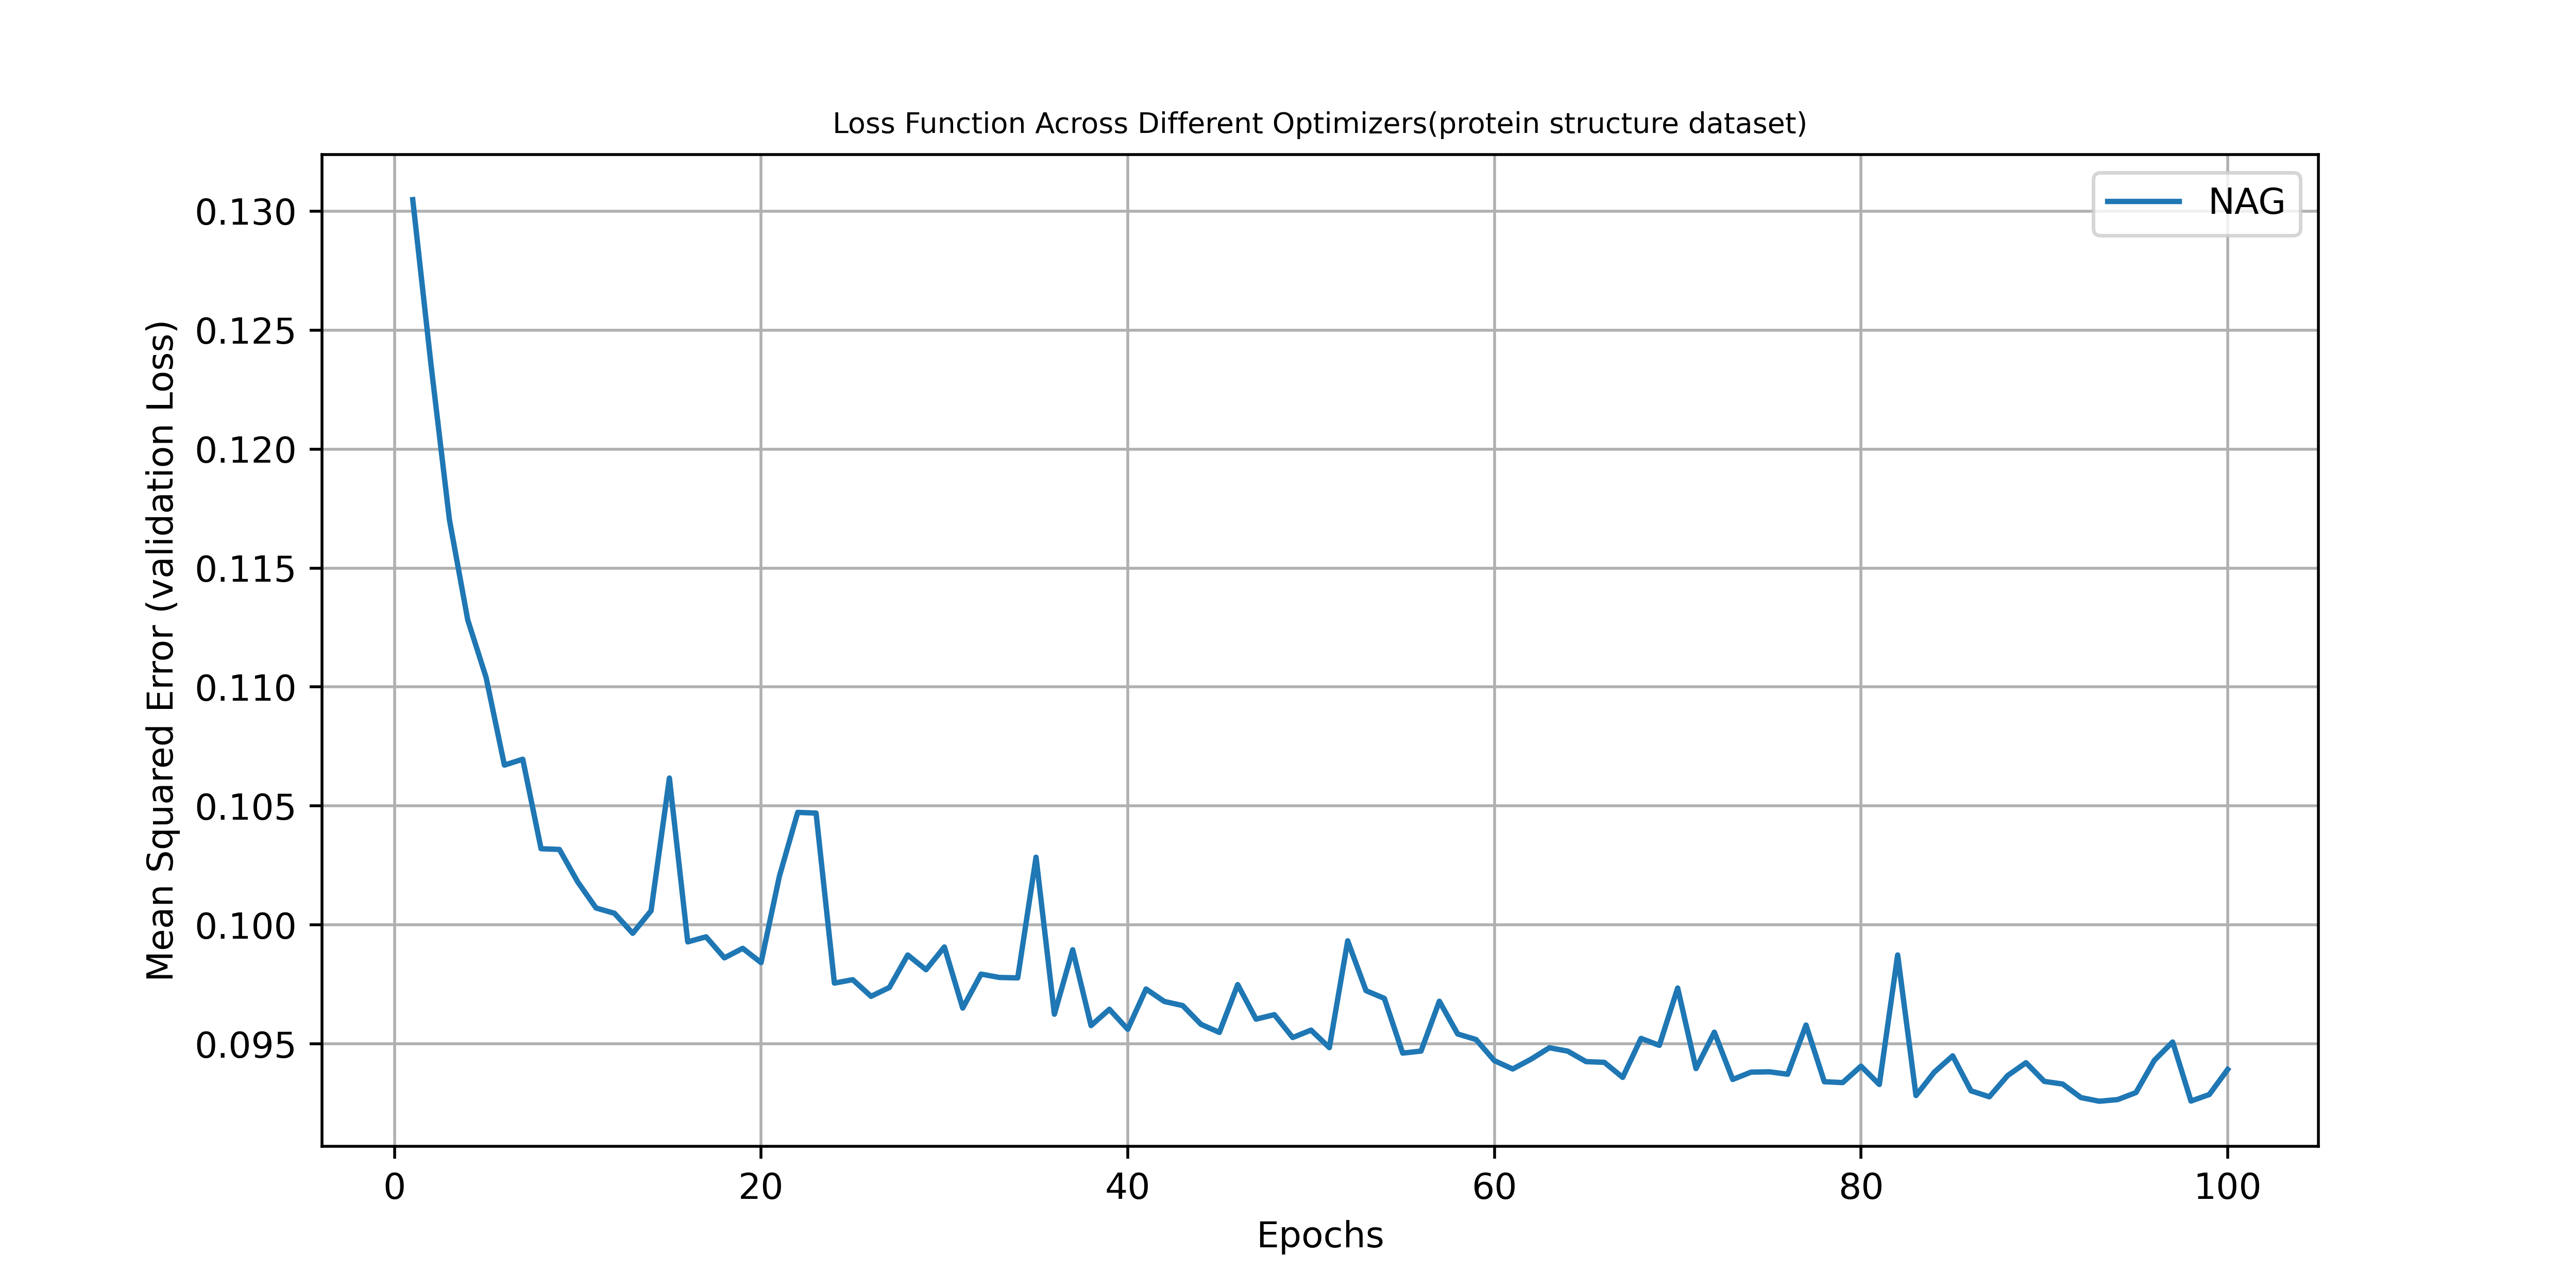 Loss Function Across Different Optimizers(protein structure dataset)
NAG
Mean Squared Error (validation Loss)
0.130
0.125
0.120
0.115
0.110
0.105
0.100
0.095
0 20 40 60 80 100
Epochs